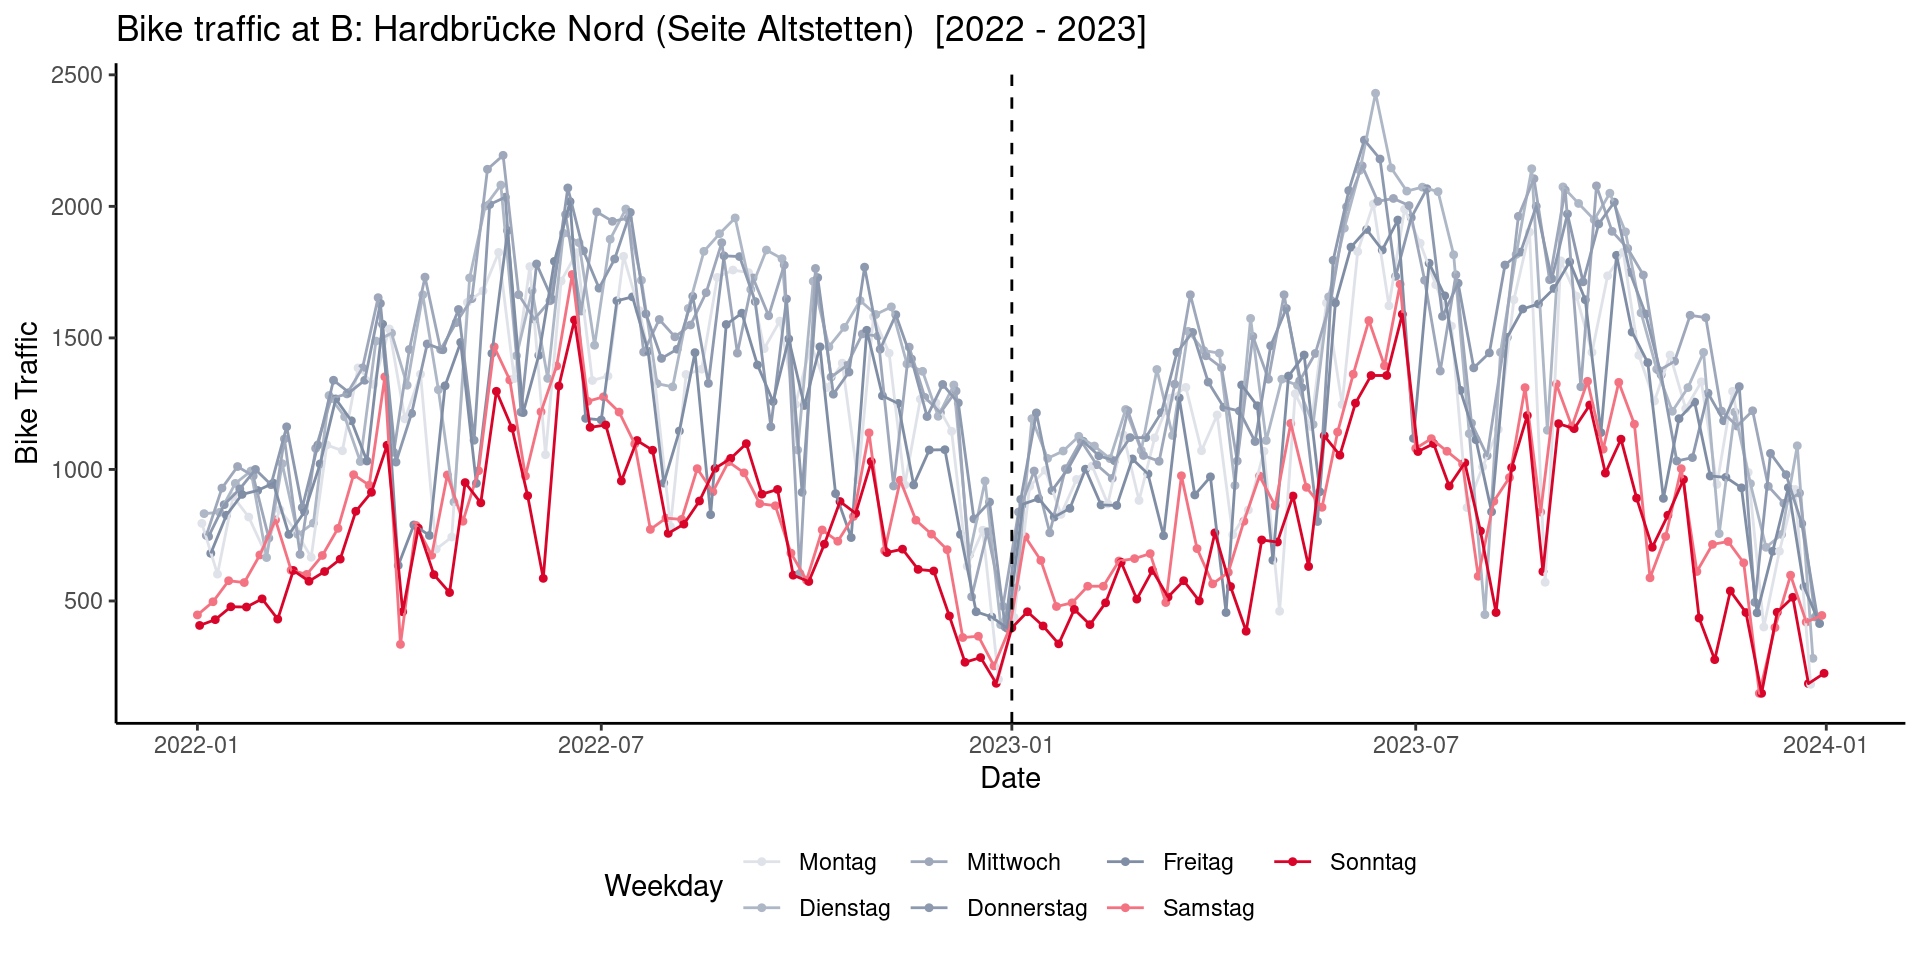 Bike traffic at B: Hardbrücke Nord (Seite Altstetten)  [2022 - 2023]
2500
2000
1500
1000
500
Bike Traffic
2022-01
2022-07
2023-01
2023-07
2024-01
Date
Weekday
Montag
Mittwoch
Freitag
Sonntag
Dienstag
Donnerstag
Samstag